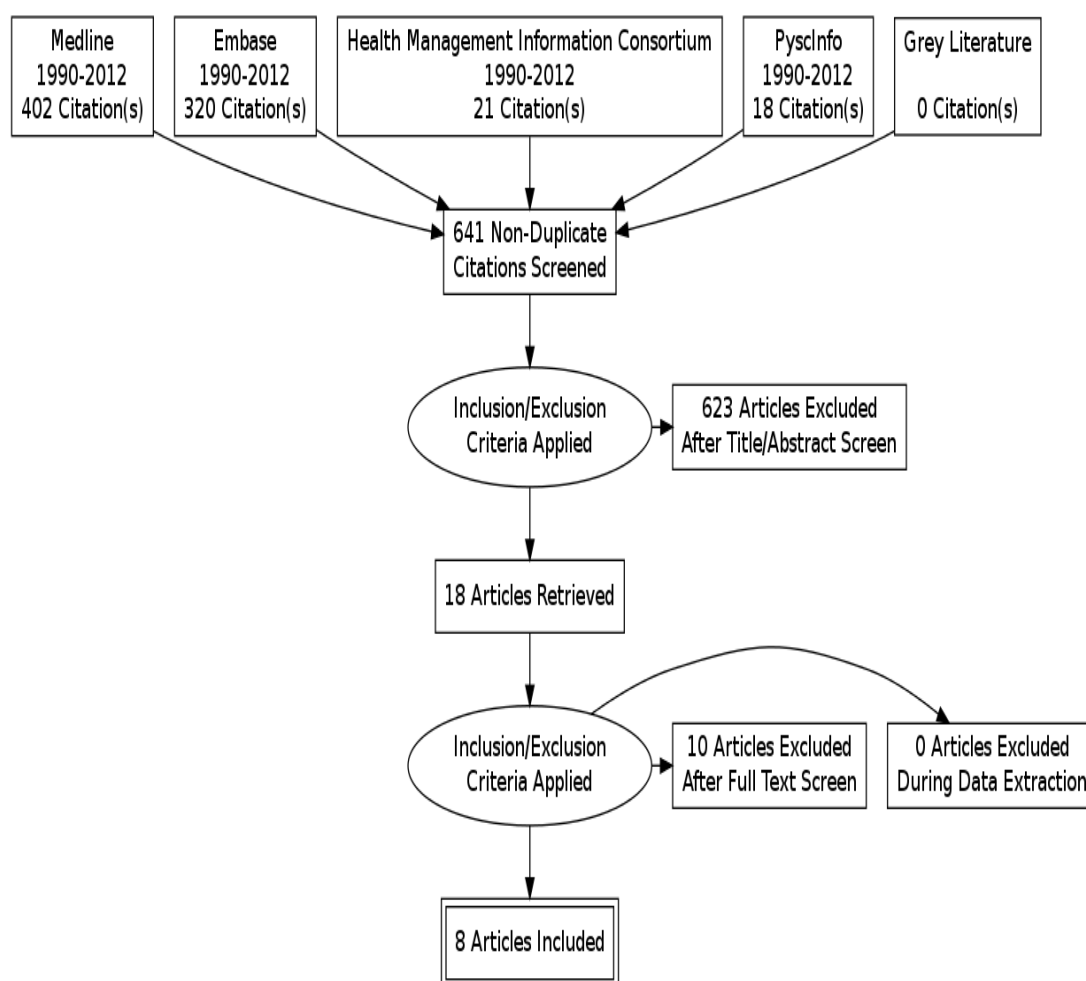 Medline
1990-2012
402 Citation(s)
Embase
1990-2012
320 Citation(s)
Health Management Information Consortium
1990-2012
21 Citation(s)
PyscInfo
1990-2012
18 Citation(s)
Grey Literature
0 Citation(s)
641 Non-Duplicate
Citations Screened
Inclusion/Exclusion
Criteria Applied
623 Articles Excluded
After Title/Abstract Screen
18 Articles Retrieved
Inclusion/Exclusion
Criteria Applied
10 Articles Excluded
After Full Text Screen
0 Articles Excluded
During Data Extraction
8 Articles Included